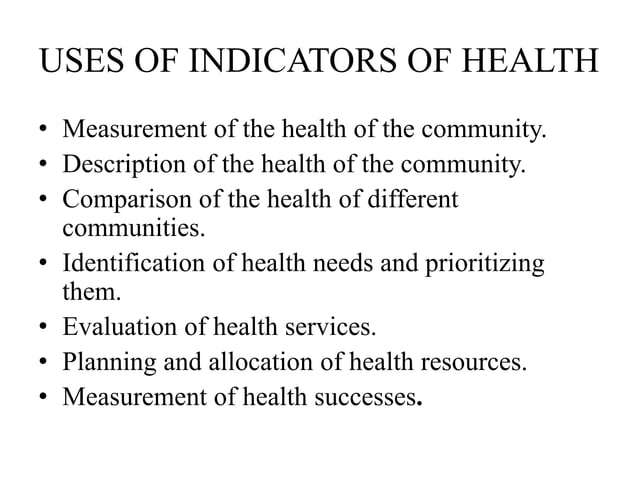 USES OF INDICATORS OF HEALTH
• Measurement of the health of the community.
• Description of the health of the community.
• Comparison of the health of different
communities.
• Identification of health needs and prioritizing
them.
• Evaluation of health services.
• Planning and allocation of health resources.
• Measurement of health successes.